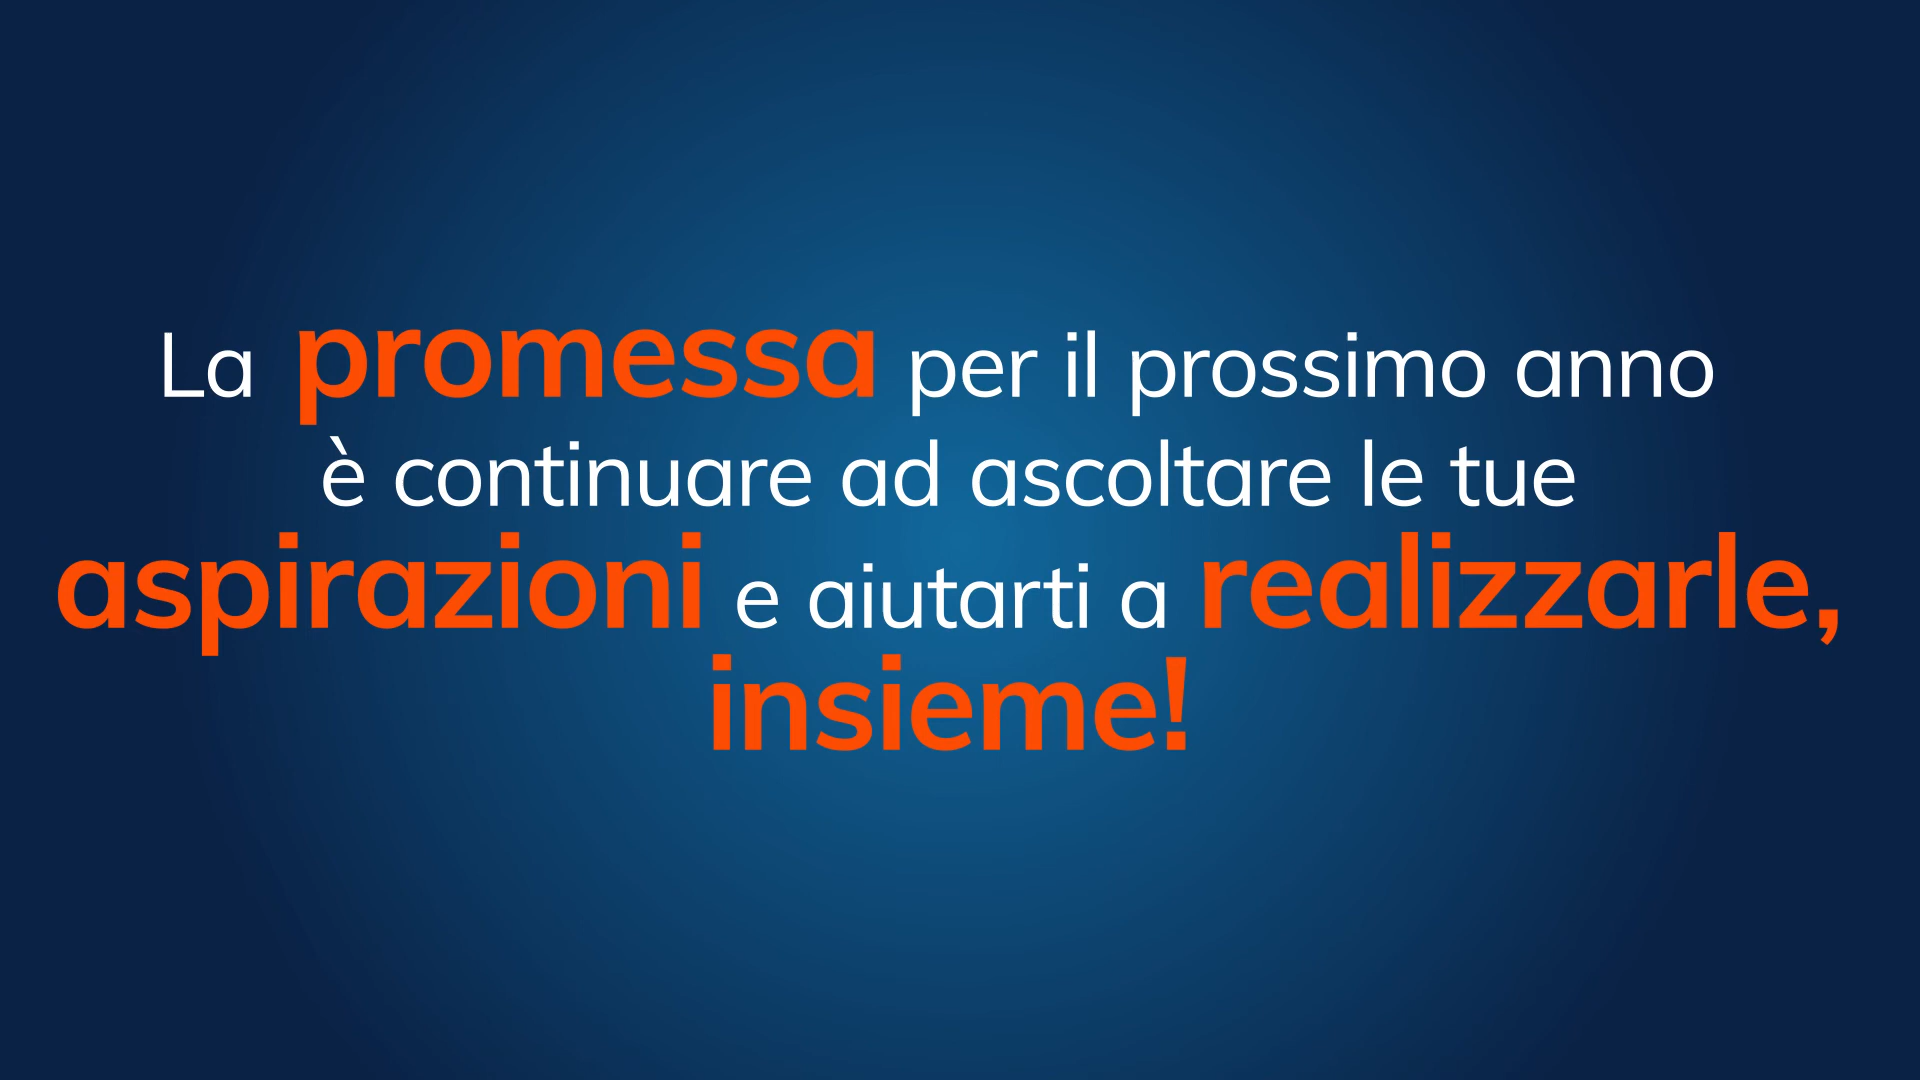 La promessa per il prossimo anno
è continuare ad ascoltare le tue
aspirazioni e aiutarti a realizzarle,
insieme!